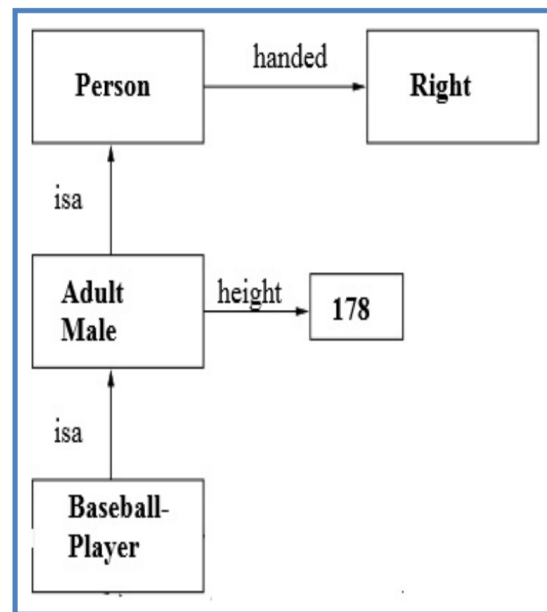 handed
Person
Right
isa
Adult
Male
height
178
isa
Baseball-
Player